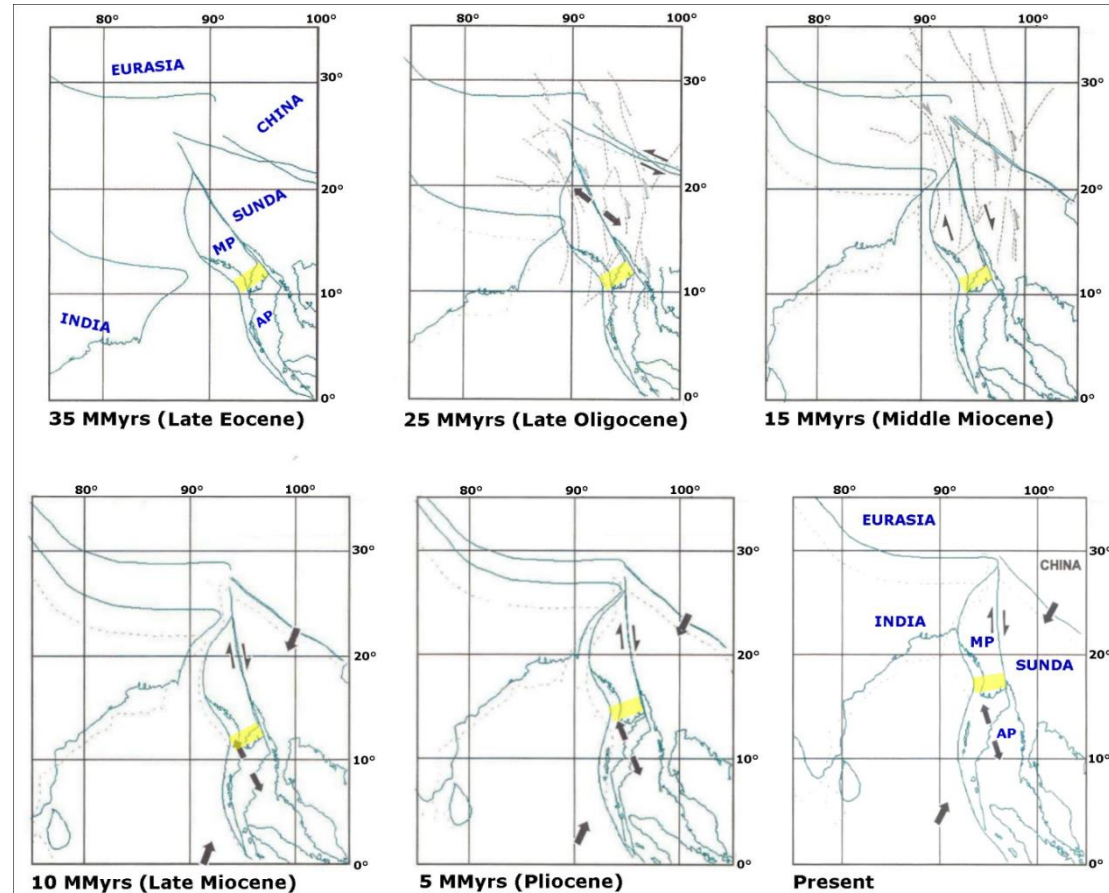 80° 90° 100°
EURASIA
30°
CHINA
20°
SUNDA
MP
10°
AP
INDIA
0°
35 MMyrs (Late Eocene)
80° 90° 100°
30°
20°
10°
0°
25 MMyrs (Late Oligocene)
80° 90° 100°
30°
20°
10°
0°
15 MMyrs (Middle Miocene)
80° 90° 100°
30°
20°
10°
0°
10 MMyrs (Late Miocene)
80° 90° 100°
30°
20°
10°
0°
5 MMyrs (Pliocene)
80° 90° 100°
EURASIA
30°
CHINA
INDIA
MP
20°
SUNDA
AP
10°
0°
Present